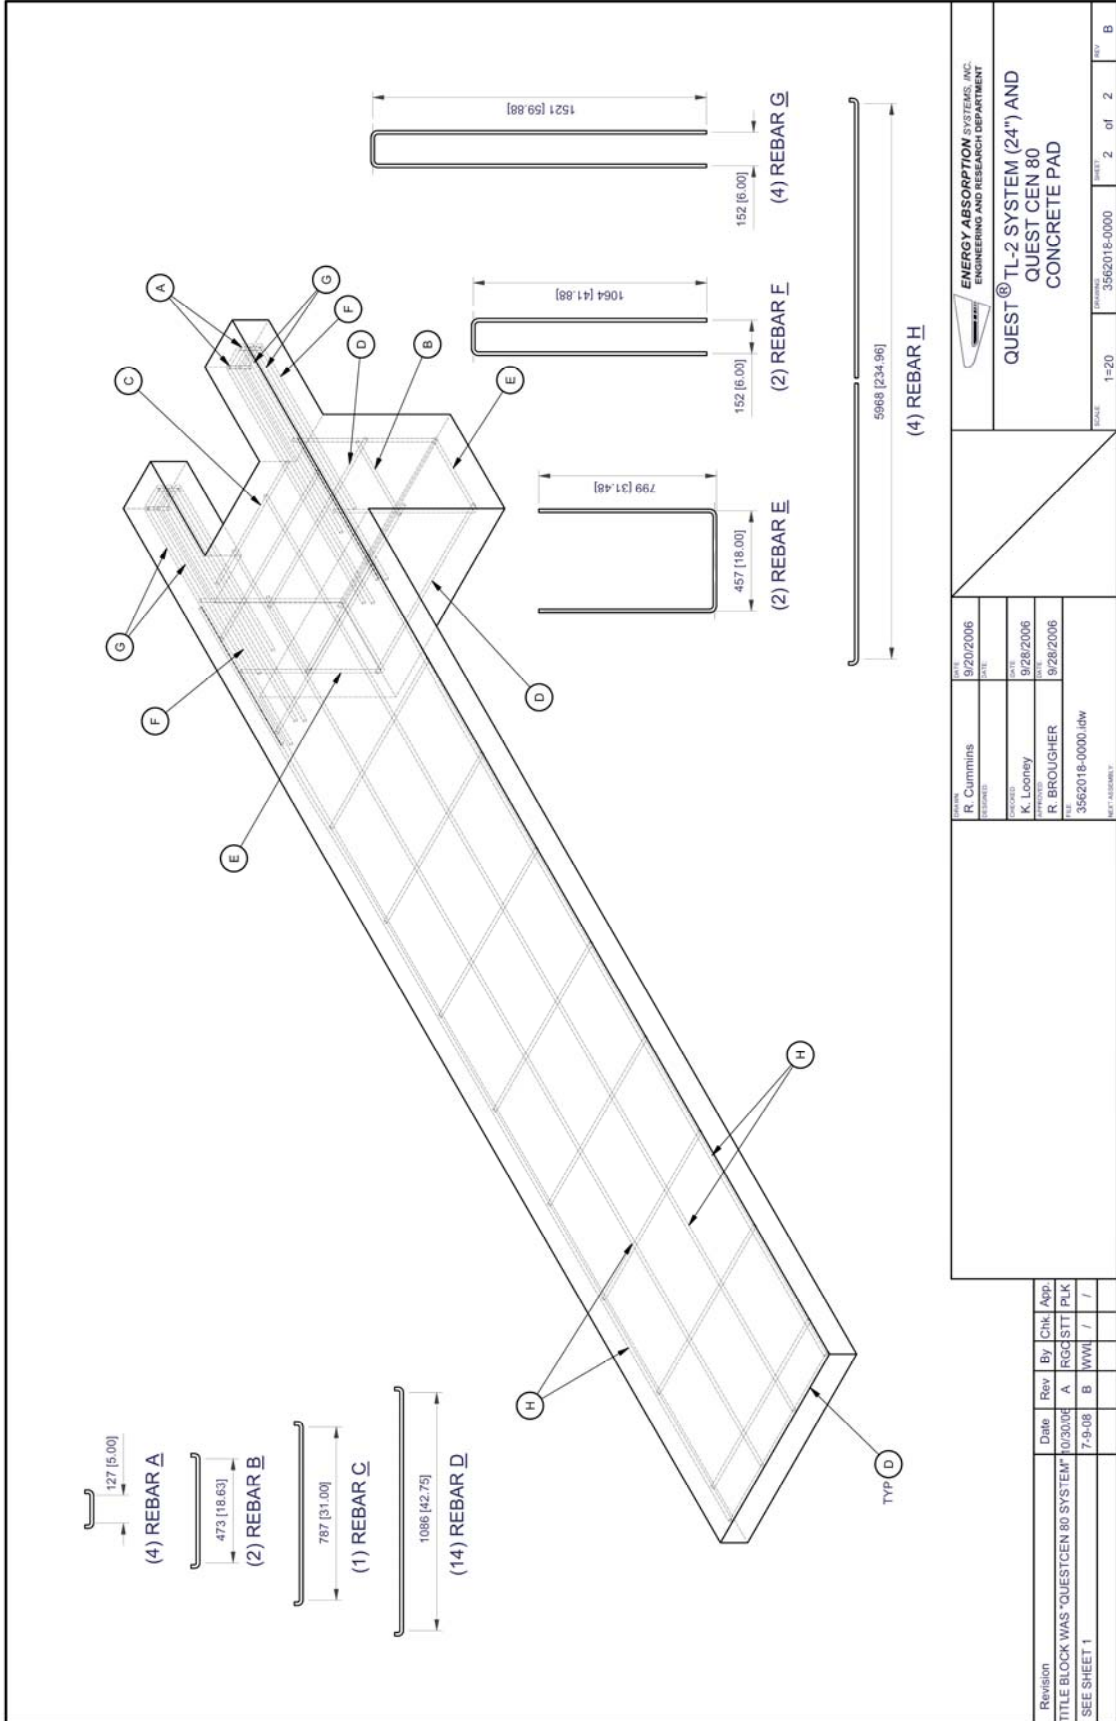 127 [5.00]
(4) REBAR A
473 [18.63]
(2) REBAR B
787 [31.00]
(1) REBAR C
1086 [42.75]
(14) REBAR D
A
C
G
G
F
D
B
F
E
E
D
H
H
TYP D
457 [18.00]
799 [31.48]
(2) REBAR E
152 [6.00]
1064 [41.88]
(2) REBAR F
152 [6.00]
1521 [59.88]
(4) REBAR G
5968 [234.96]
(4) REBAR H
Revision Date Rev By Chk. App.
TITLE BLOCK WAS "QUESTCEN 80 SYSTEM" 10/30/06 A RGC STT PLK
SEE SHEET 1 7-9-08 B WWL / /
DRAWN
R. Cummins
DATE
9/20/2006
DESIGNED
DATE
CHECKED
K. Looney
DATE
9/28/2006
APPROVED
R. BROUGHER
DATE
9/28/2006
FILE
3562018-0000.idw
NEXT ASSEMBLY
ENERGY ABSORPTION SYSTEMS, INC.
ENGINEERING AND RESEARCH DEPARTMENT
QUEST® TL-2 SYSTEM (24") AND
QUEST CEN 80
CONCRETE PAD
SCALE
1=20
DRAWING
3562018-0000
SHEET
2 of 2
REV
B